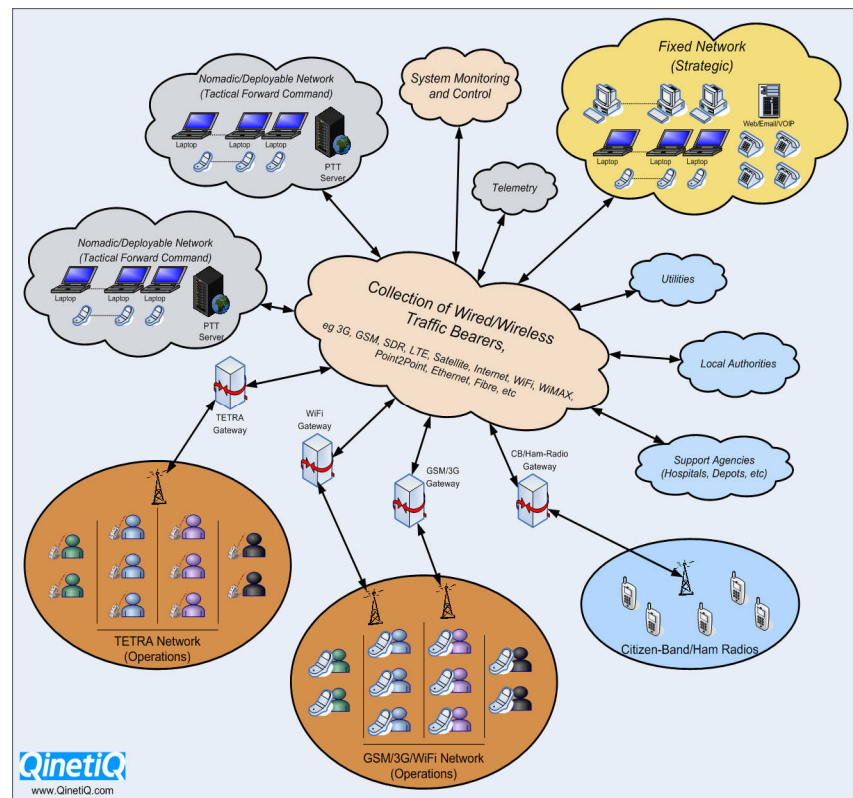 Nomadic/Deployable Network
(Tactical Forward Command)
Laptop
Laptop
Laptop
PTT
Server
System Monitoring
and Control
Fixed Network
(Strategic)
Web/Email/VOIP
Laptop
Laptop
Laptop
Telemetry
Nomadic/Deployable Network
(Tactical Forward Command)
Laptop
Laptop
Laptop
PTT
Server
Collection of Wired/Wireless
Traffic Bearers,
eg 3G, GSM, SDR, LTE, Satellite, Internet, WiFi, WiMAX,
Point2Point, Ethernet, Fibre, etc
Utilities
Local Authorities
Support Agencies
(Hospitals, Depots, etc)
TETRA
Gateway
WiFi
Gateway
GSM/3G
Gateway
CB/Ham-Radio
Gateway
TETRA Network
(Operations)
GSM/3G/WiFi Network
(Operations)
Citizen-Band/Ham Radios
QinetiQ
www.QinetiQ.com